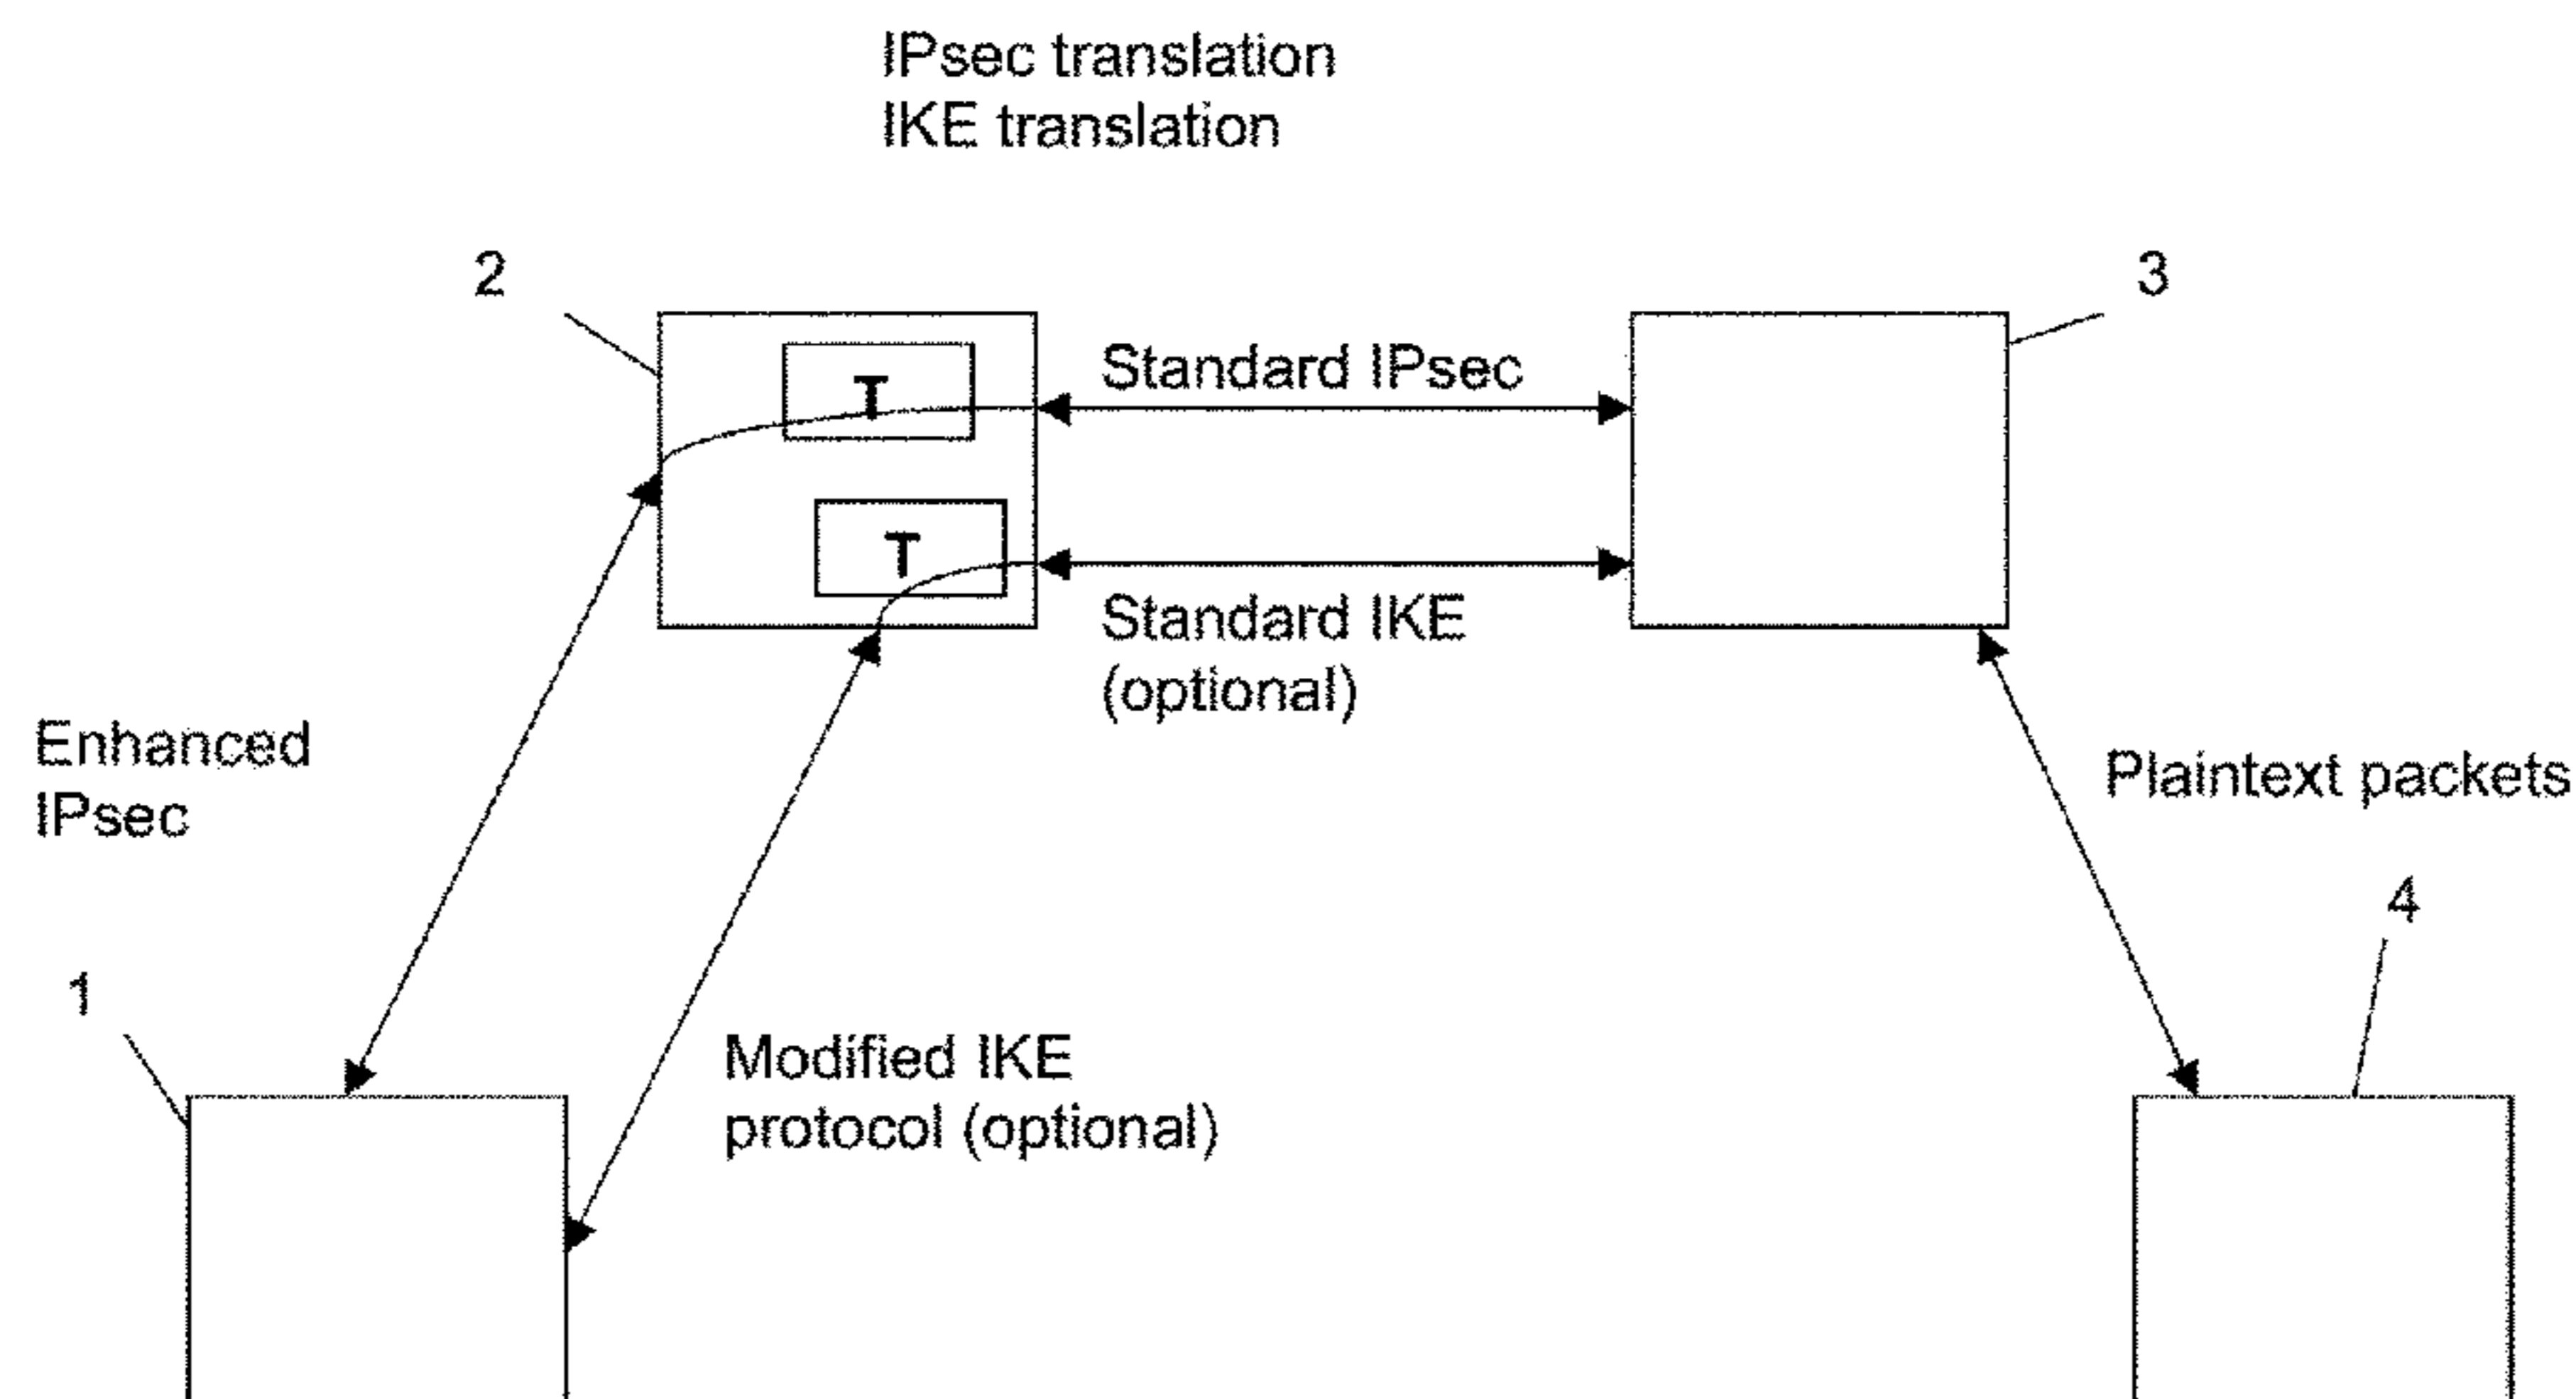 IPsec translation
IKE translation
2
3
T
Standard IPsec
T
Standard IKE
(optional)
Enhanced
IPsec
Plaintext packets
4
1
Modified IKE
protocol (optional)